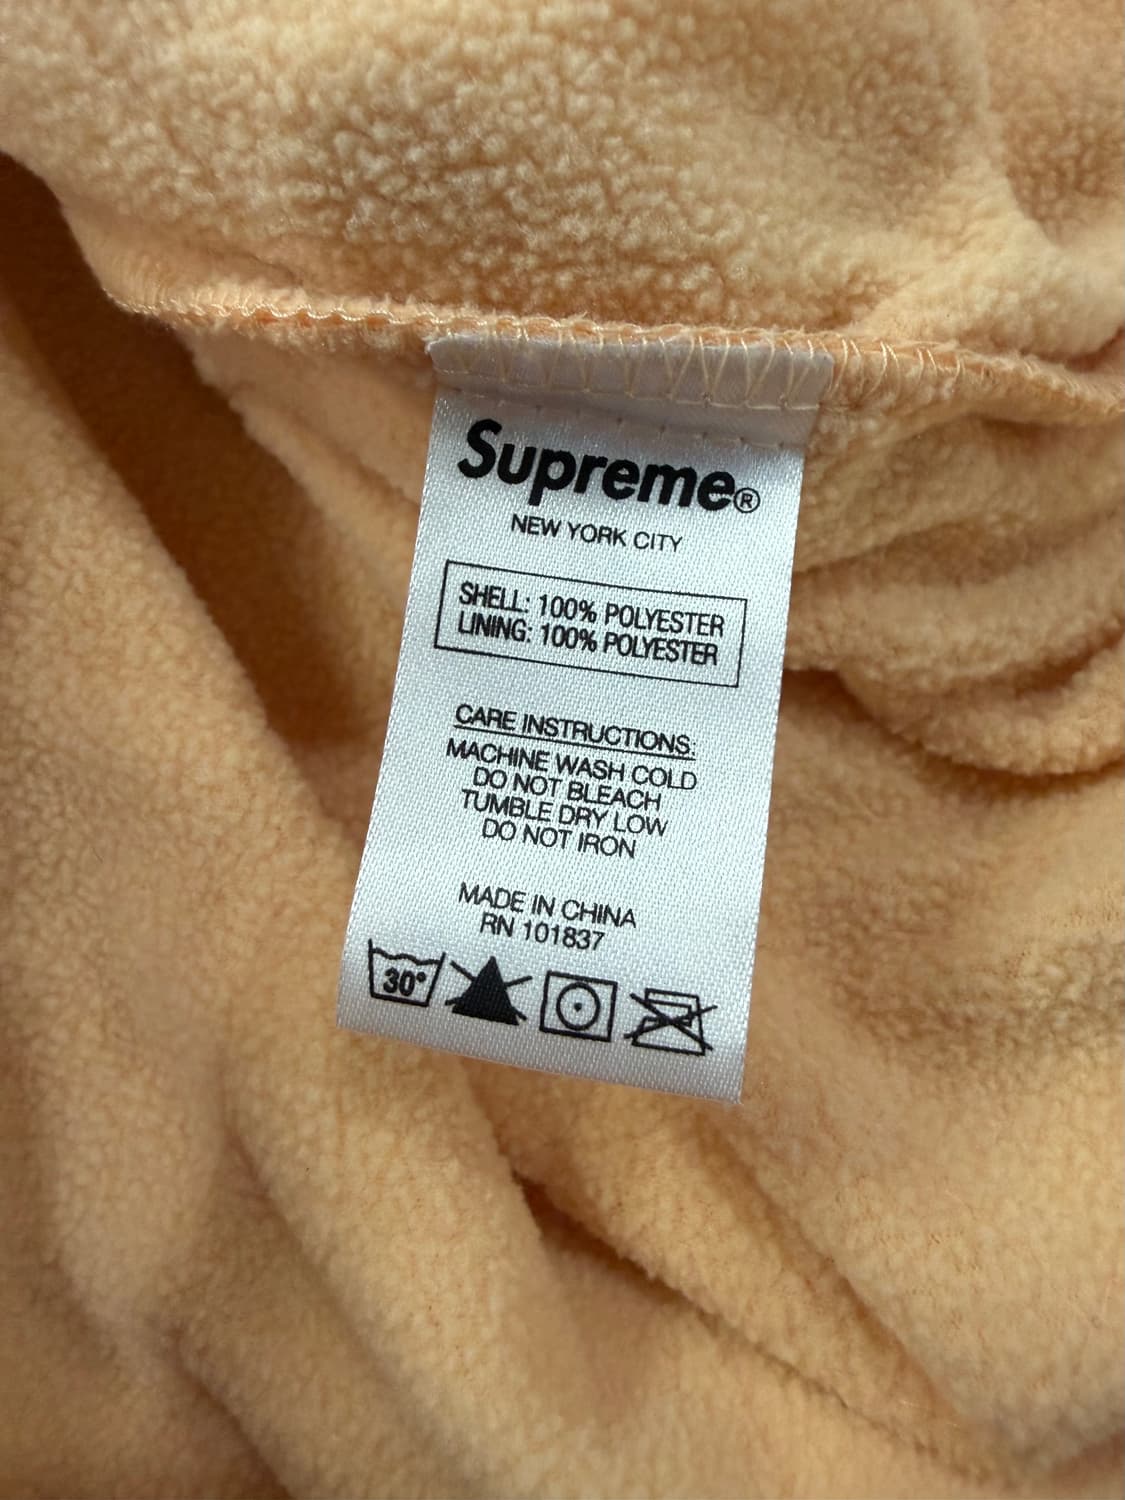 Supreme®
NEW YORK CITY
SHELL: 100% POLYESTER
LINING: 100% POLYESTER
CARE INSTRUCTIONS:
MACHINE WASH COLD
DO NOT BLEACH
TUMBLE DRY LOW
DO NOT IRON
MADE IN CHINA
RN 101837
30°